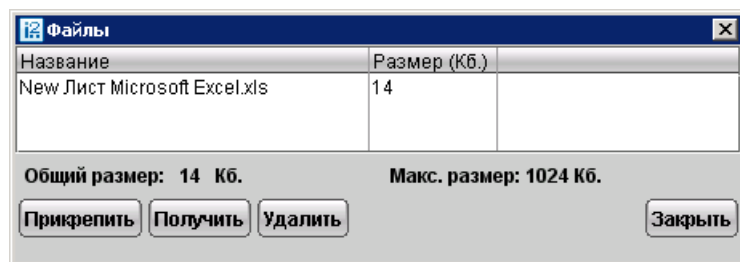 i2 Файлы
Название Размер (Кб.)
New Лист Microsoft Excel.xls 14
Общий размер: 14 Кб. Макс. размер: 1024 Кб.
Прикрепить Получить Удалить Закрыть